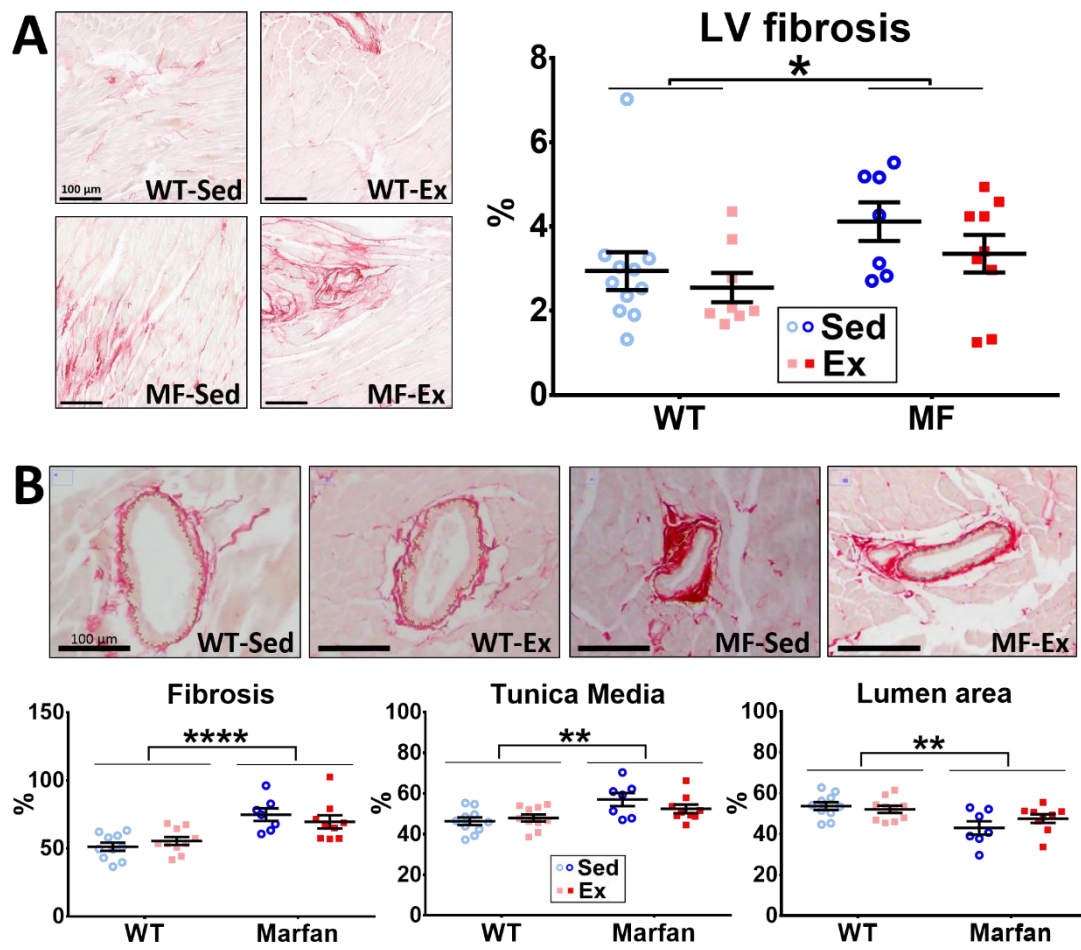 A
WT-Sed
100 µm
WT-Ex
MF-Sed
MF-Ex
LV fibrosis
*
%
8
6
4
2
0
Sed
Ex
WT
MF
B
100 µm
WT-Sed
WT-Ex
MF-Sed
MF-Ex
Fibrosis
****
%
150
100
50
0
WT
Marfan
Tunica Media
**
%
100
80
60
40
20
0
Sed
Ex
WT
Marfan
Lumen area
**
%
100
80
60
40
20
0
WT
Marfan